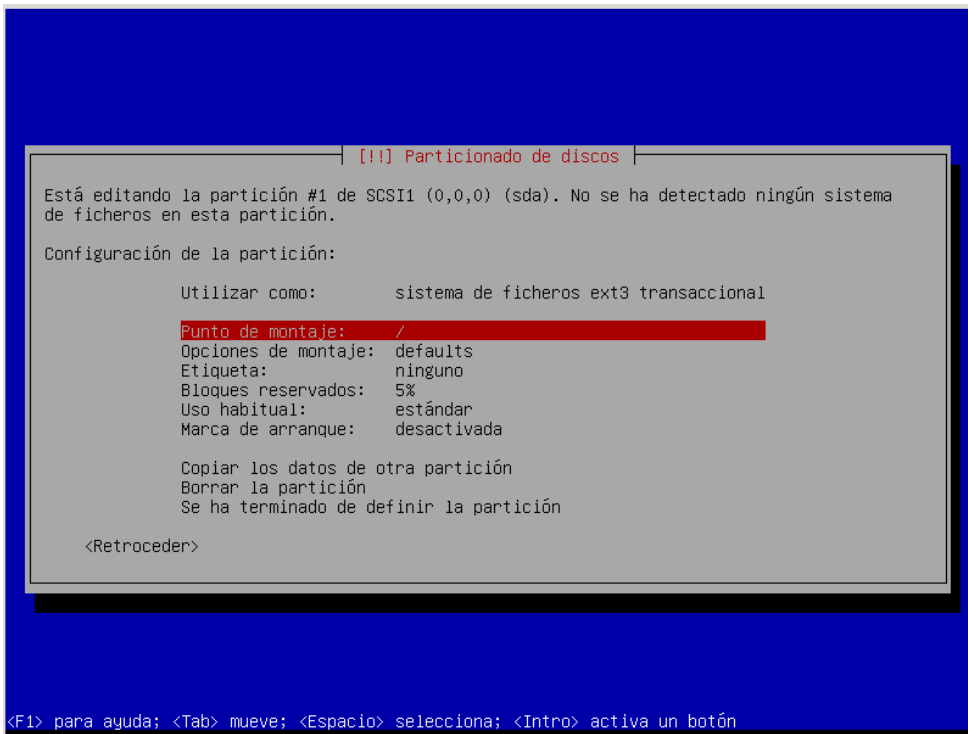 [!!] Particionado de discos
Está editando la partición #1 de SCSI1 (0,0,0) (sda). No se ha detectado ningún sistema
de ficheros en esta partición.
Configuración de la partición:
Utilizar como: sistema de ficheros ext3 transaccional
Punto de montaje: /
Opciones de montaje: defaults
Etiqueta: ninguno
Bloques reservados: 5%
Uso habitual: estándar
Marca de arranque: desactivada
Copiar los datos de otra partición
Borrar la partición
Se ha terminado de definir la partición
<Retroceder>
<F1> para ayuda; <Tab> mueve; <Espacio> selecciona; <Intro> activa un botón